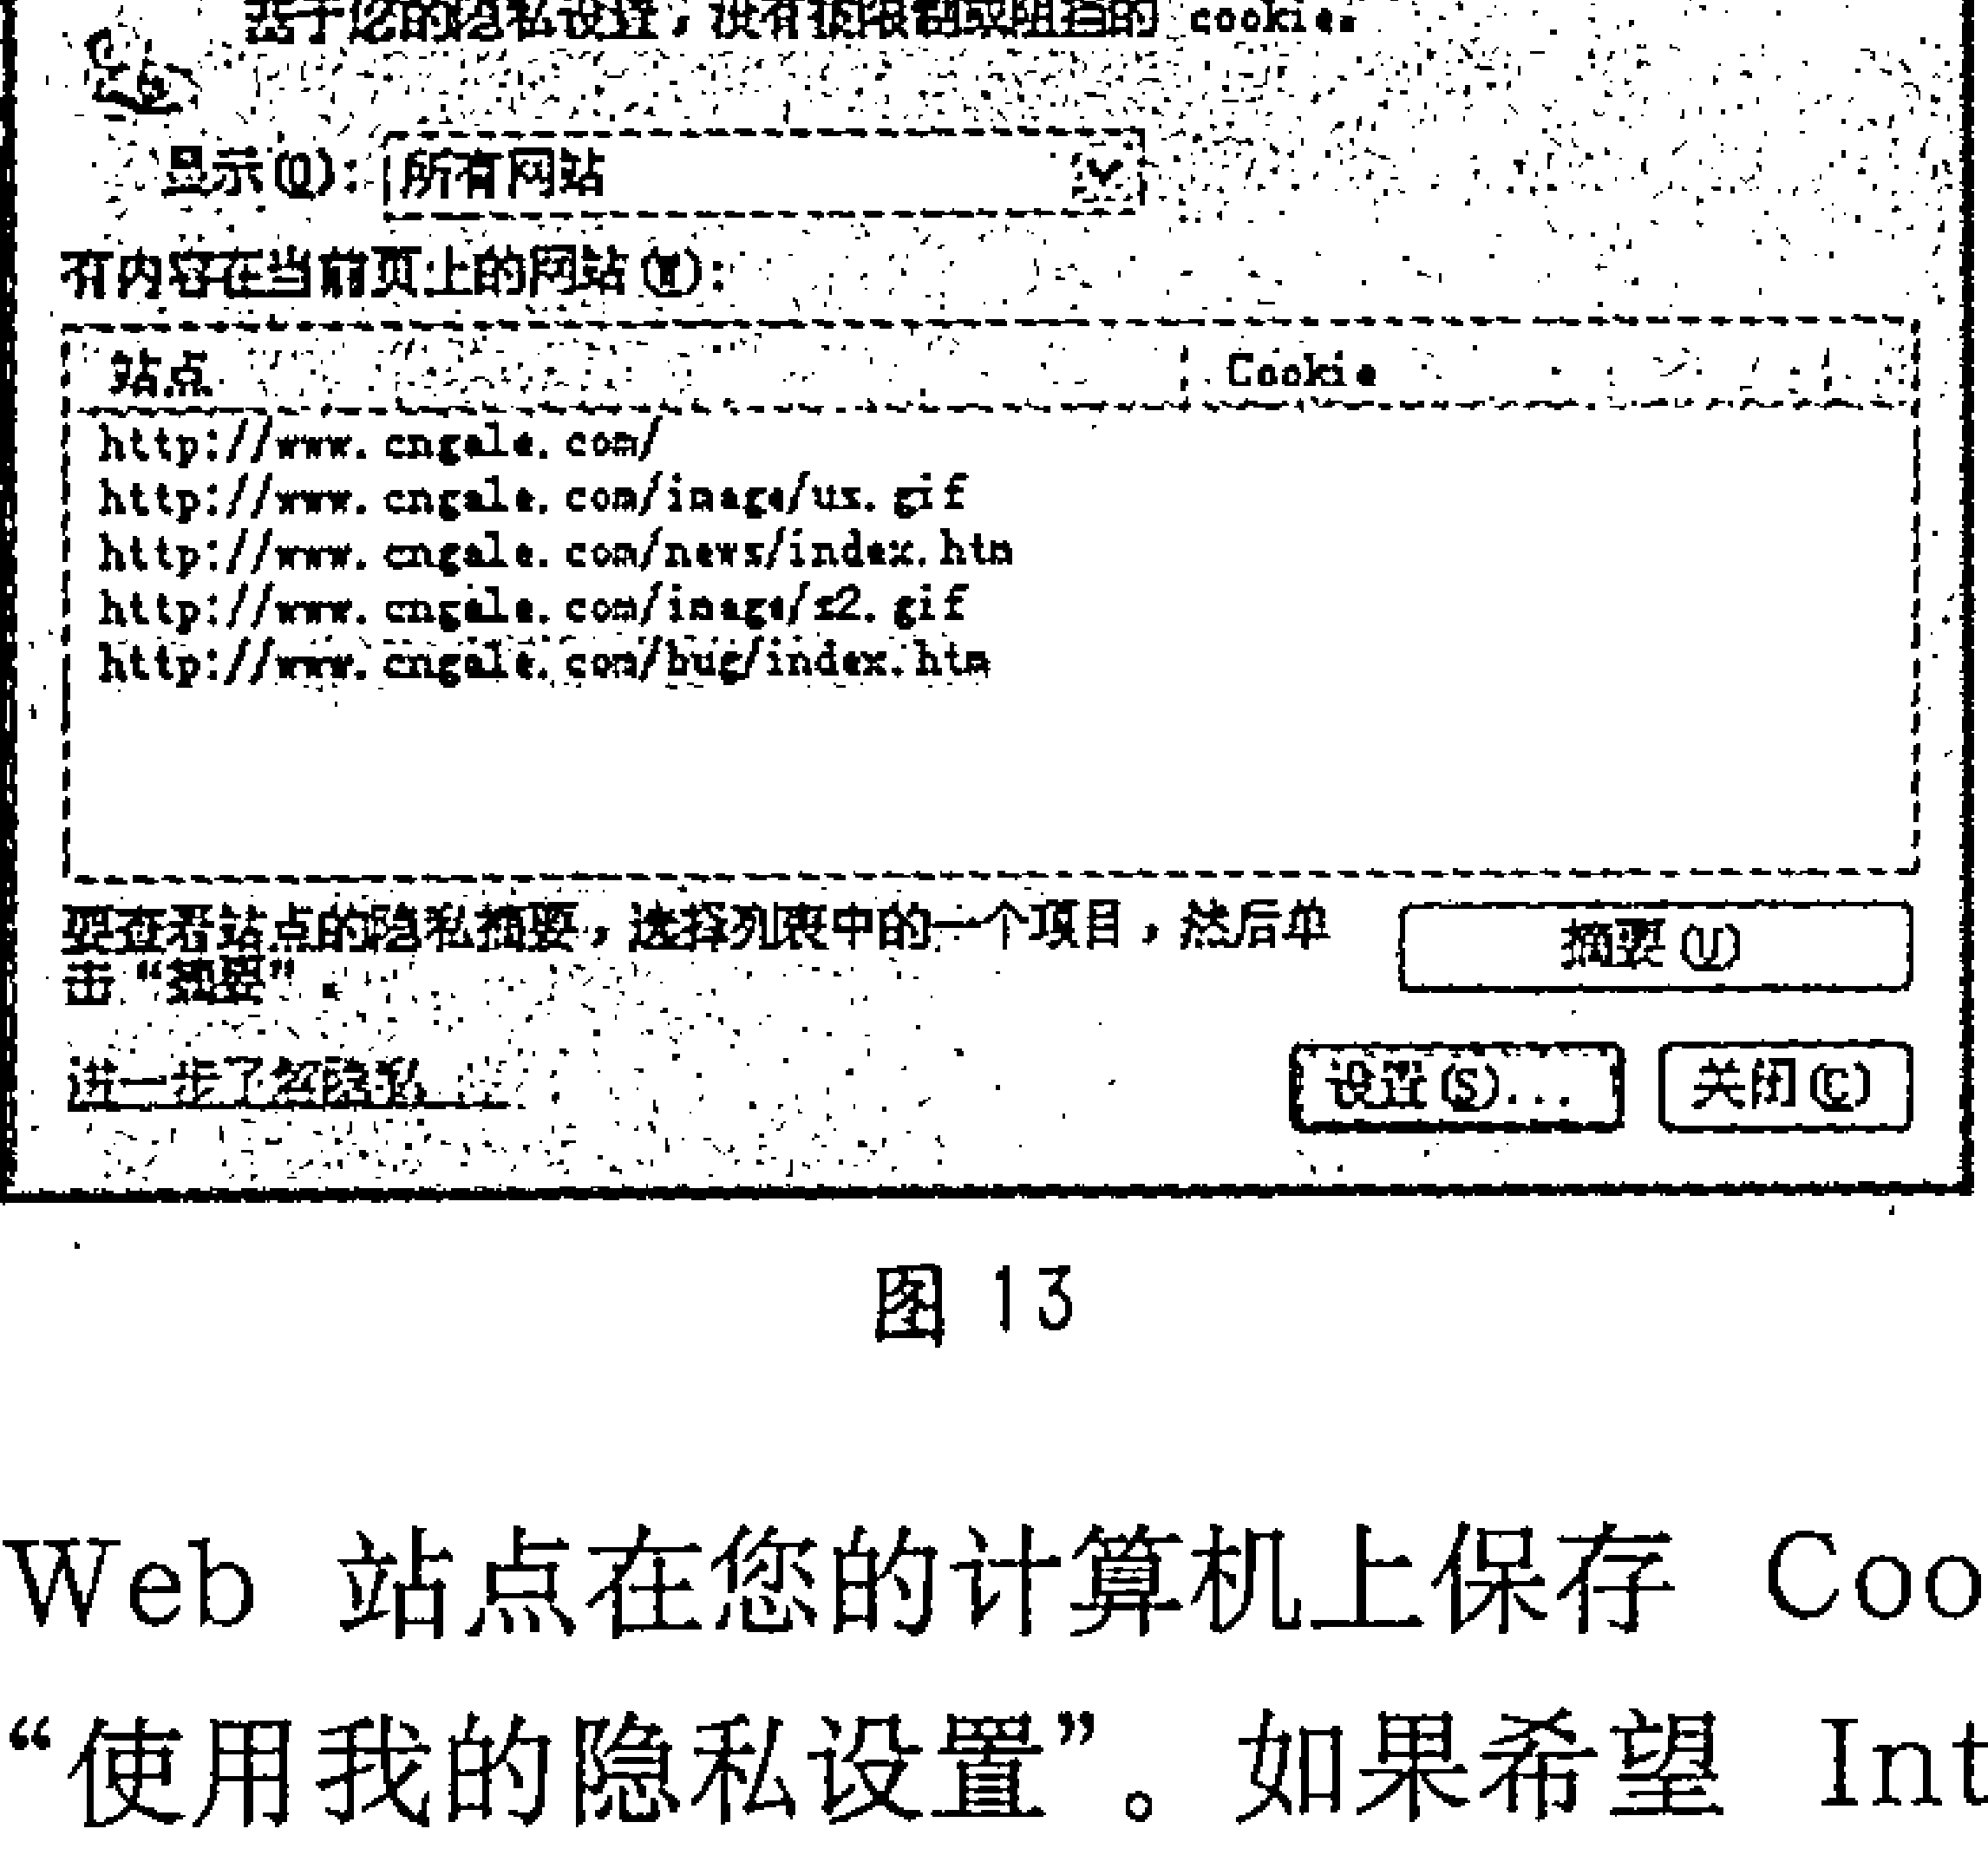 基于您的隐私设置，没有被限制或阻挡的 cookie。
显示(O): 所有网站
有内容在当前页上的网站(W):
站点 Cookie
http://www.cngale.com/
http://www.cngale.com/image/us.gif
http://www.cngale.com/news/index.htm
http://www.cngale.com/image/s2.gif
http://www.cngale.com/bug/index.htm
要查看站点的隐私摘要，选择列表中的一个项目，然后单
击“摘要”。
摘要(U)
进一步了解隐私...
设置(S)... 关闭(C)
图 13
Web 站点在您的计算机上保存 Coo
“使用我的隐私设置”。如果希望 Int